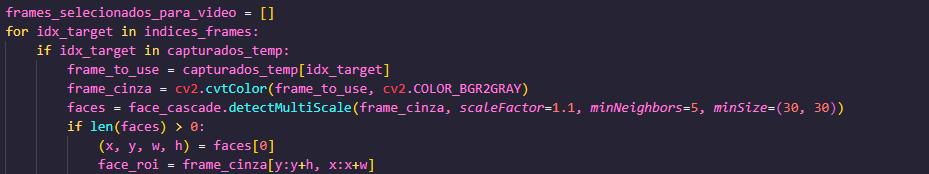 frames_selecionados_para_video = []
for idx_target in indices_frames:
    if idx_target in capturados_temp:
        frame_to_use = capturados_temp[idx_target]
        frame_cinza = cv2.cvtColor(frame_to_use, cv2.COLOR_BGR2GRAY)
        faces = face_cascade.detectMultiScale(frame_cinza, scaleFactor=1.1, minNeighbors=5, minSize=(30, 30))
        if len(faces) > 0:
            (x, y, w, h) = faces[0]
            face_roi = frame_cinza[y:y+h, x:x+w]